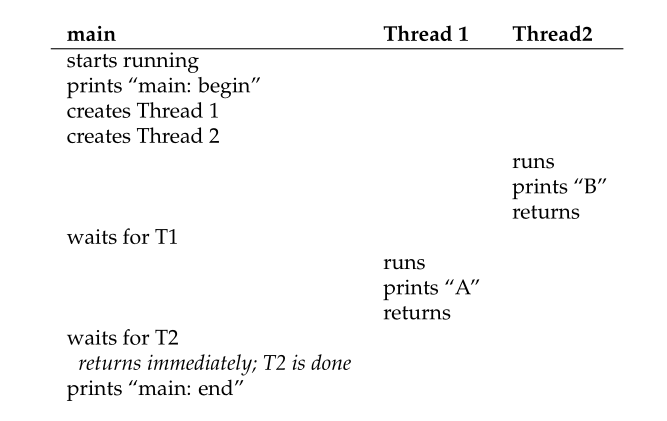 main Thread 1 Thread2
starts running
prints “main: begin”
creates Thread 1
creates Thread 2
runs
prints “B”
returns
waits for T1
runs
prints “A”
returns
waits for T2
returns immediately; T2 is done
prints “main: end”